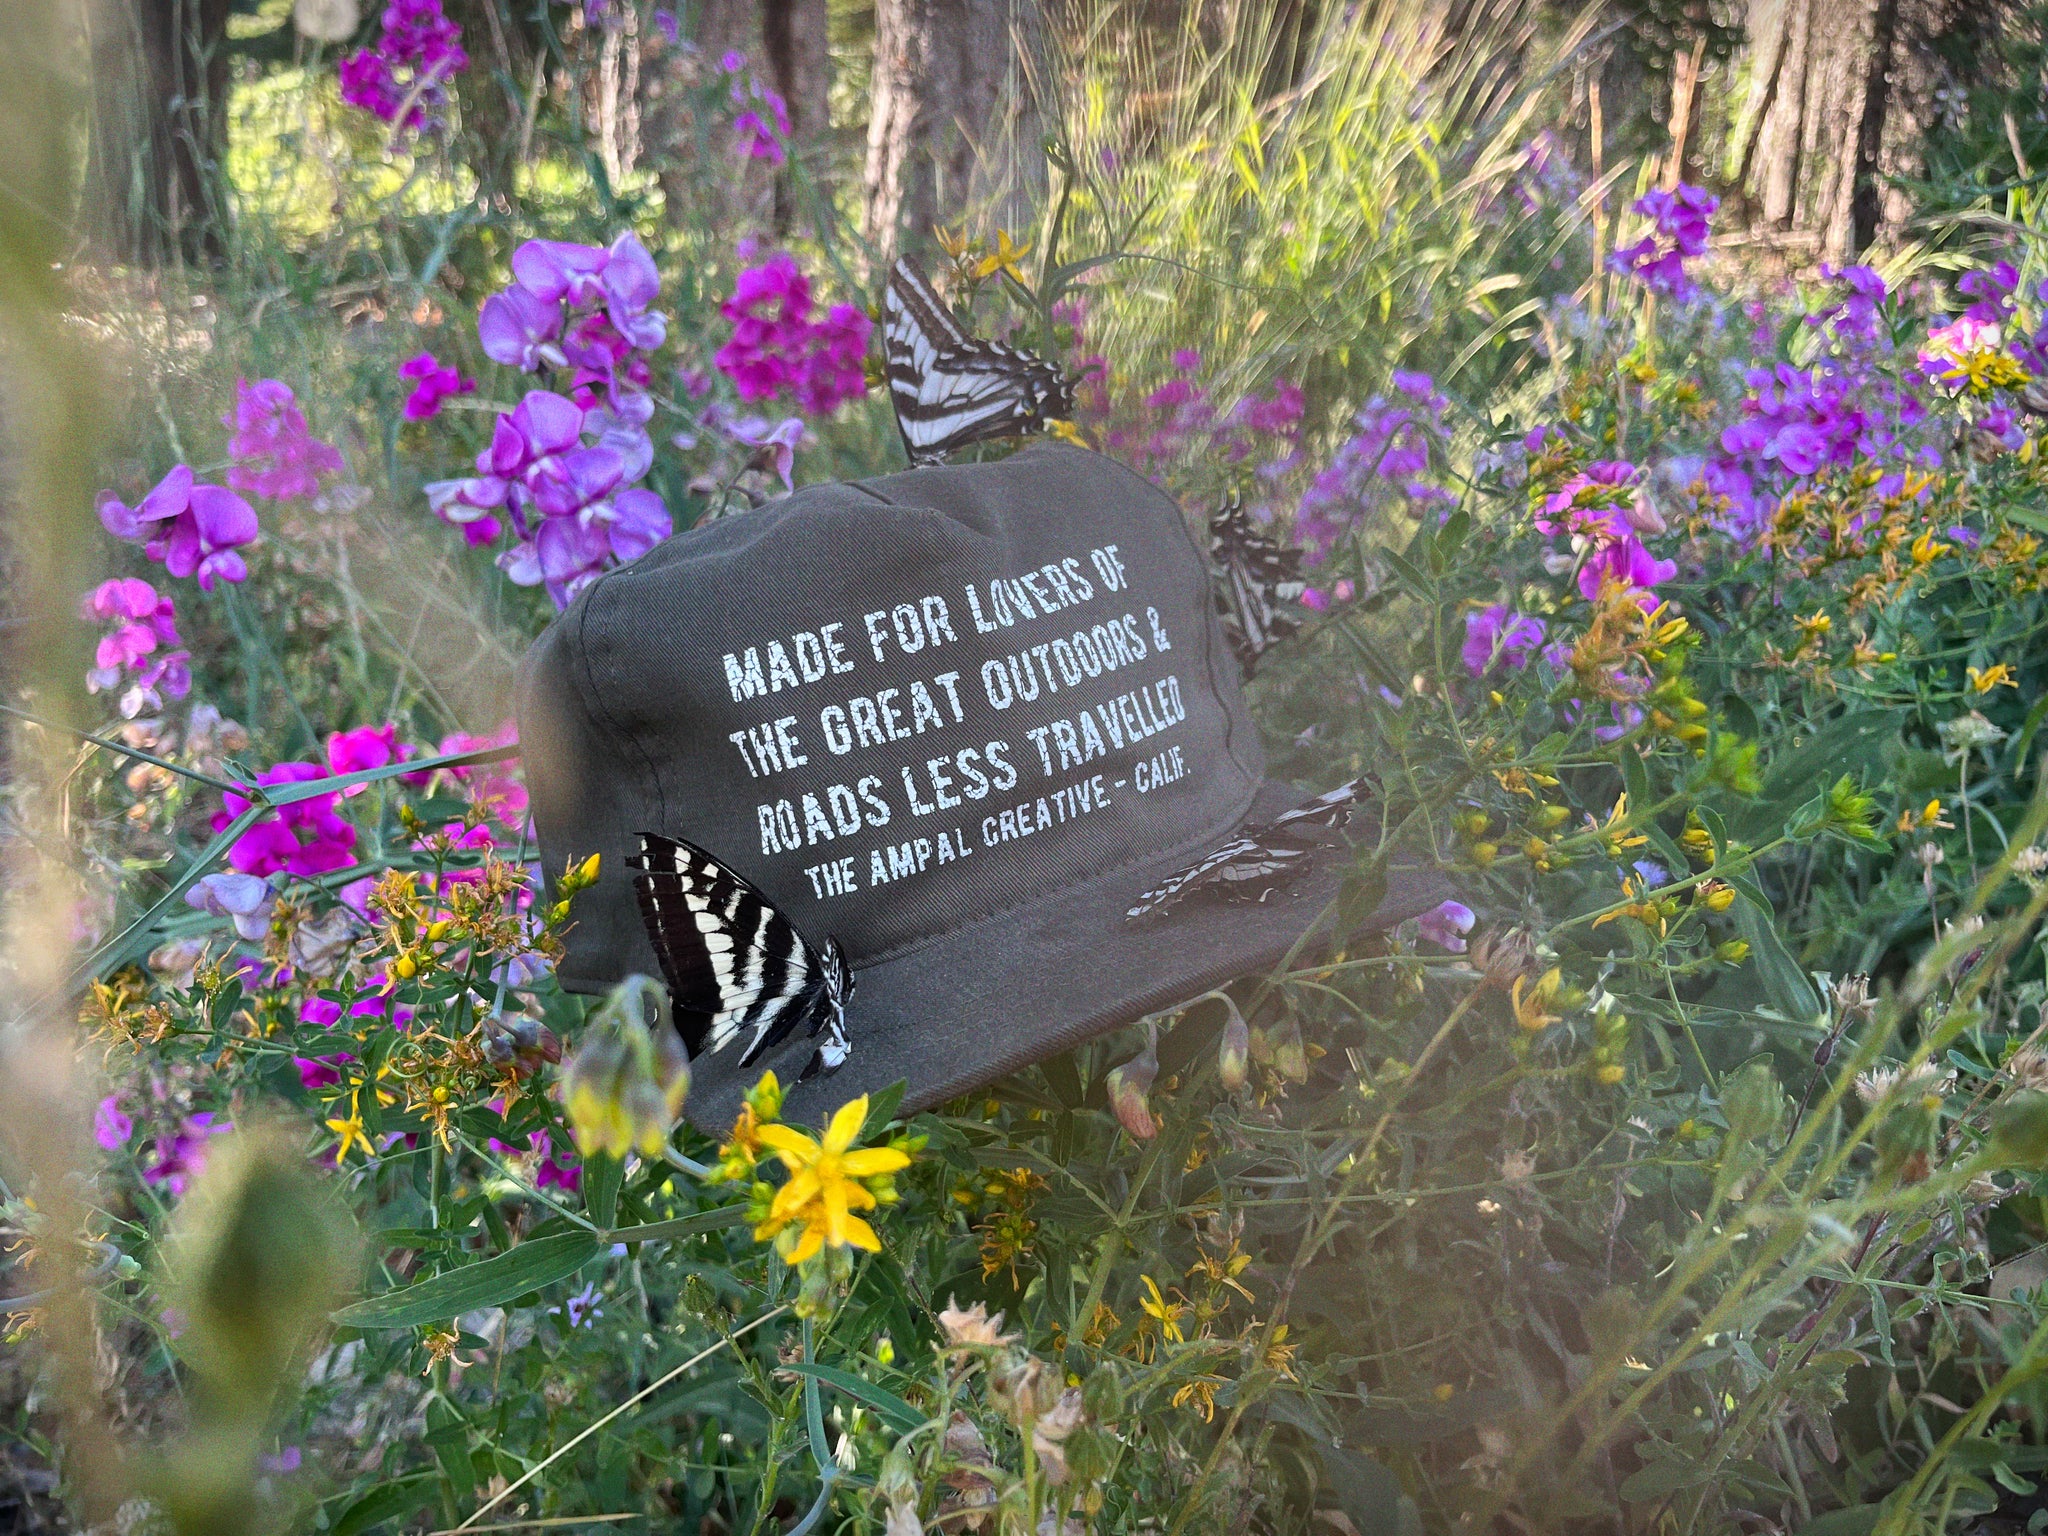 MADE FOR LOVERS OF
THE GREAT OUTDOORS &
ROADS LESS TRAVELLED
THE AMPAL CREATIVE - CALIF.